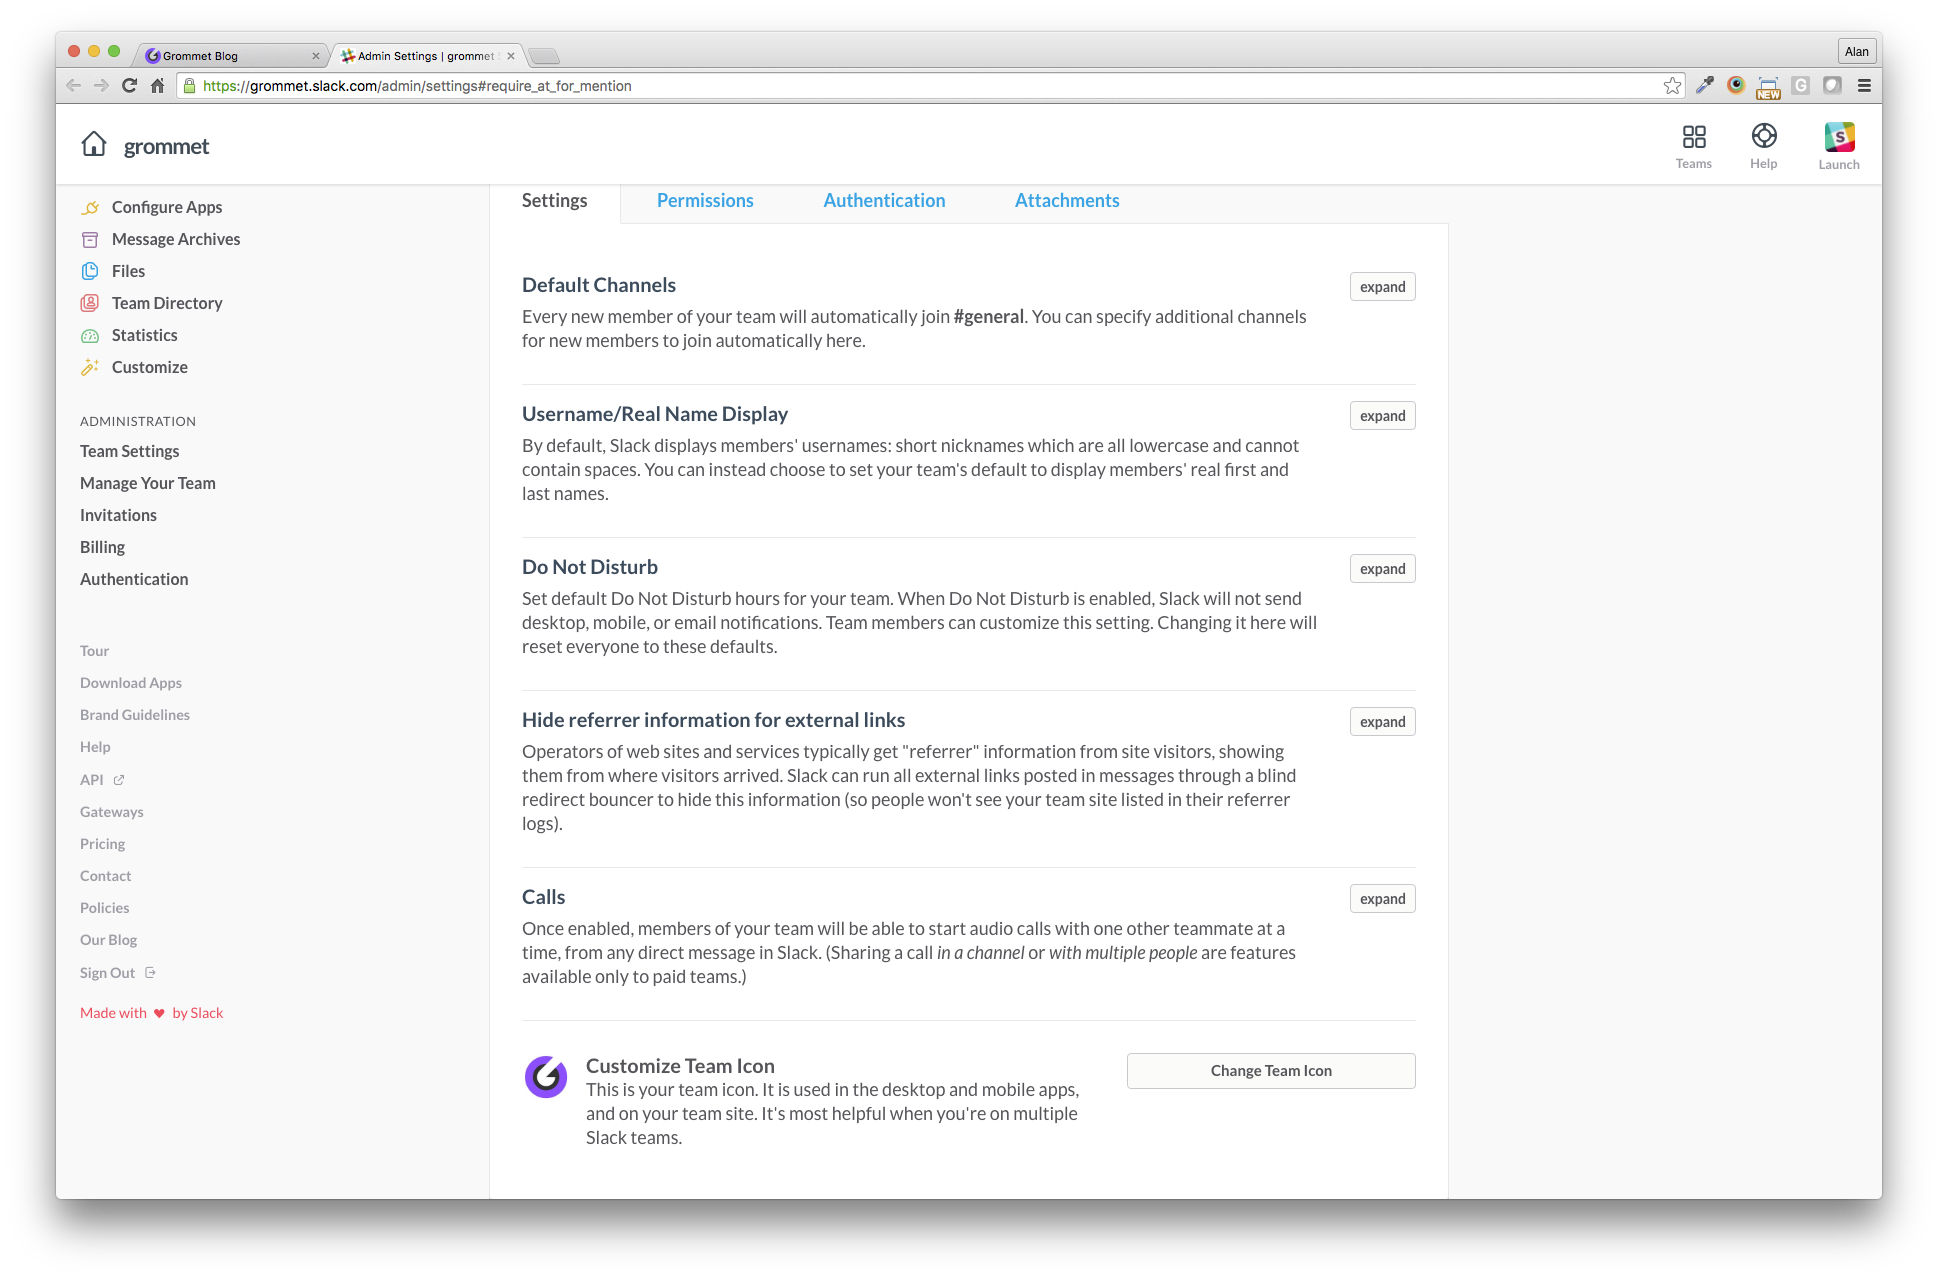 Grommet Blog
Admin Settings | grommet
Alan
https://grommet.slack.com/admin/settings#require_at_for_mention
NEW
G
grommet
Teams
Help
S
Launch
Configure Apps
Message Archives
Files
Team Directory
Statistics
Customize
ADMINISTRATION
Team Settings
Manage Your Team
Invitations
Billing
Authentication
Tour
Download Apps
Brand Guidelines
Help
API
Gateways
Pricing
Contact
Policies
Our Blog
Sign Out
Made with ♥ by Slack
Settings
Permissions
Authentication
Attachments
Default Channels
expand
Every new member of your team will automatically join #general. You can specify additional channels
for new members to join automatically here.
Username/Real Name Display
expand
By default, Slack displays members' usernames: short nicknames which are all lowercase and cannot
contain spaces. You can instead choose to set your team's default to display members' real first and
last names.
Do Not Disturb
expand
Set default Do Not Disturb hours for your team. When Do Not Disturb is enabled, Slack will not send
desktop, mobile, or email notifications. Team members can customize this setting. Changing it here will
reset everyone to these defaults.
Hide referrer information for external links
expand
Operators of web sites and services typically get "referrer" information from site visitors, showing
them from where visitors arrived. Slack can run all external links posted in messages through a blind
redirect bouncer to hide this information (so people won't see your team site listed in their referrer
logs).
Calls
expand
Once enabled, members of your team will be able to start audio calls with one other teammate at a
time, from any direct message in Slack. (Sharing a call in a channel or with multiple people are features
available only to paid teams.)
Customize Team Icon
This is your team icon. It is used in the desktop and mobile apps,
and on your team site. It's most helpful when you're on multiple
Slack teams.
Change Team Icon